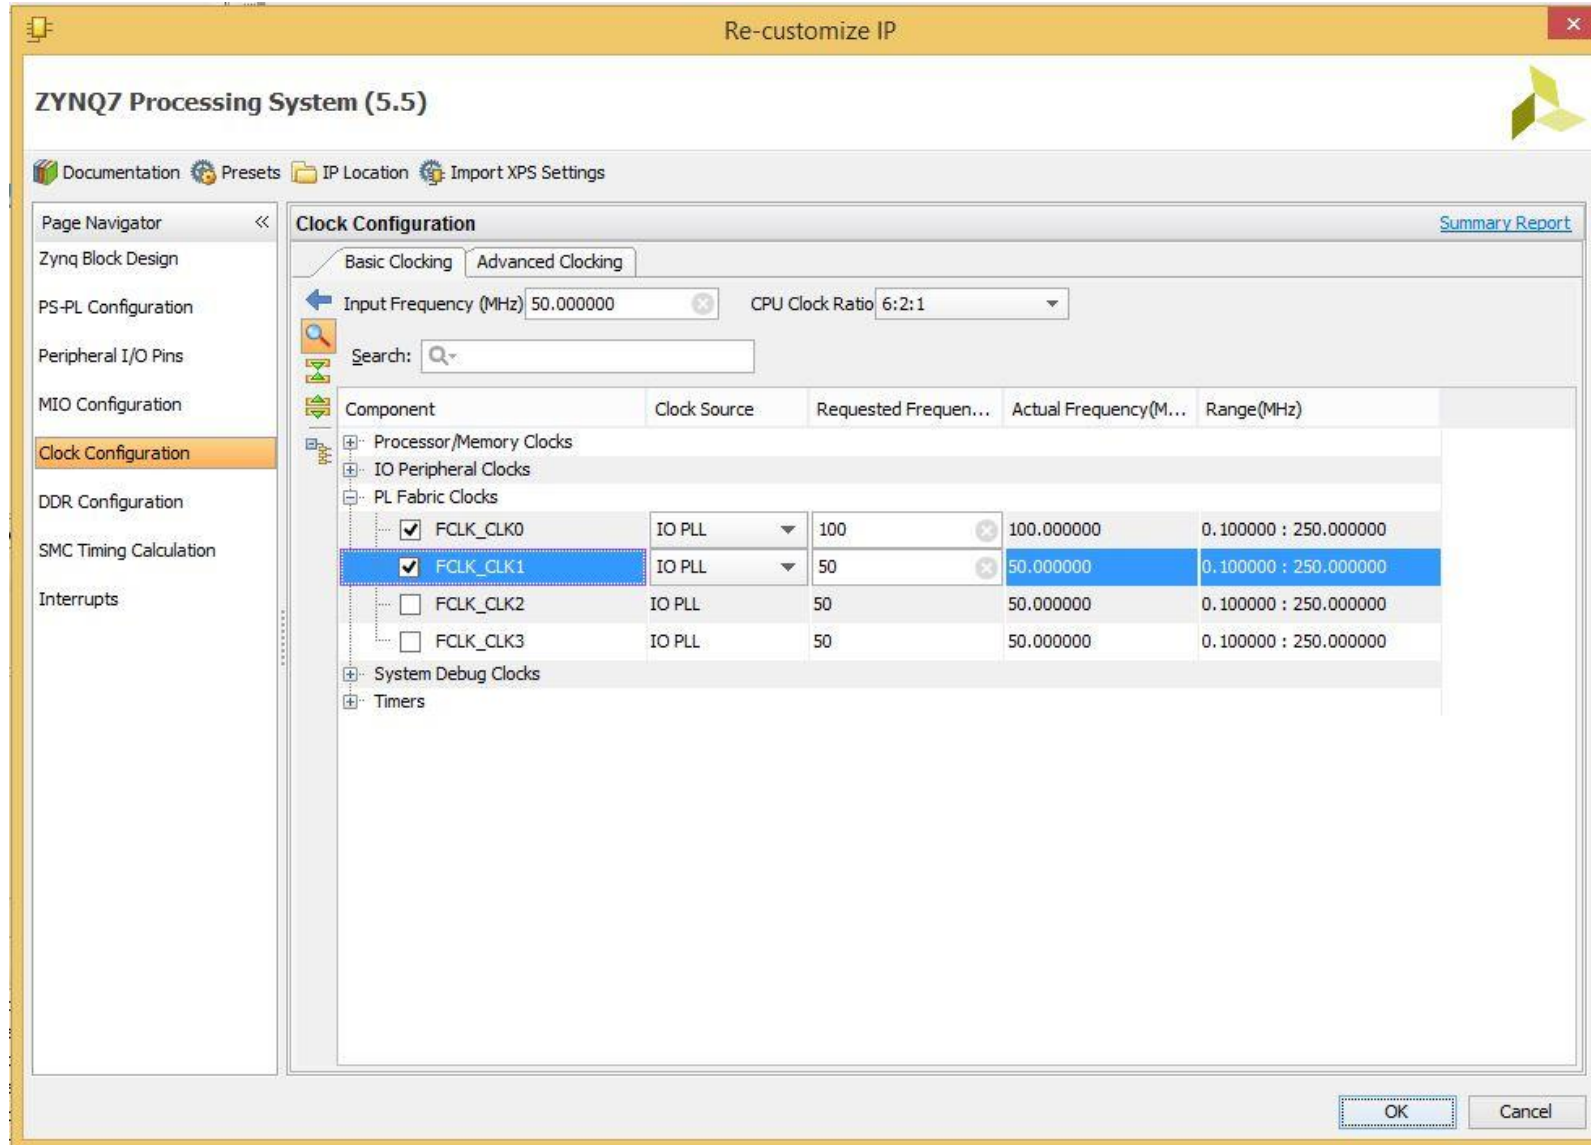 Re-customize IP
ZYNQ7 Processing System (5.5)
Documentation Presets IP Location Import XPS Settings
Page Navigator
Zynq Block Design
PS-PL Configuration
Peripheral I/O Pins
MIO Configuration
Clock Configuration
DDR Configuration
SMC Timing Calculation
Interrupts
Clock Configuration Summary Report
Basic Clocking Advanced Clocking
Input Frequency (MHz) 50.000000 CPU Clock Ratio 6:2:1
Search:
Component Clock Source Requested Frequen... Actual Frequency(M... Range(MHz)
Processor/Memory Clocks
IO Peripheral Clocks
PL Fabric Clocks
FCLK_CLK0 IO PLL 100 100.000000 0.100000 : 250.000000
FCLK_CLK1 IO PLL 50 50.000000 0.100000 : 250.000000
FCLK_CLK2 IO PLL 50 50.000000 0.100000 : 250.000000
FCLK_CLK3 IO PLL 50 50.000000 0.100000 : 250.000000
System Debug Clocks
Timers
OK Cancel